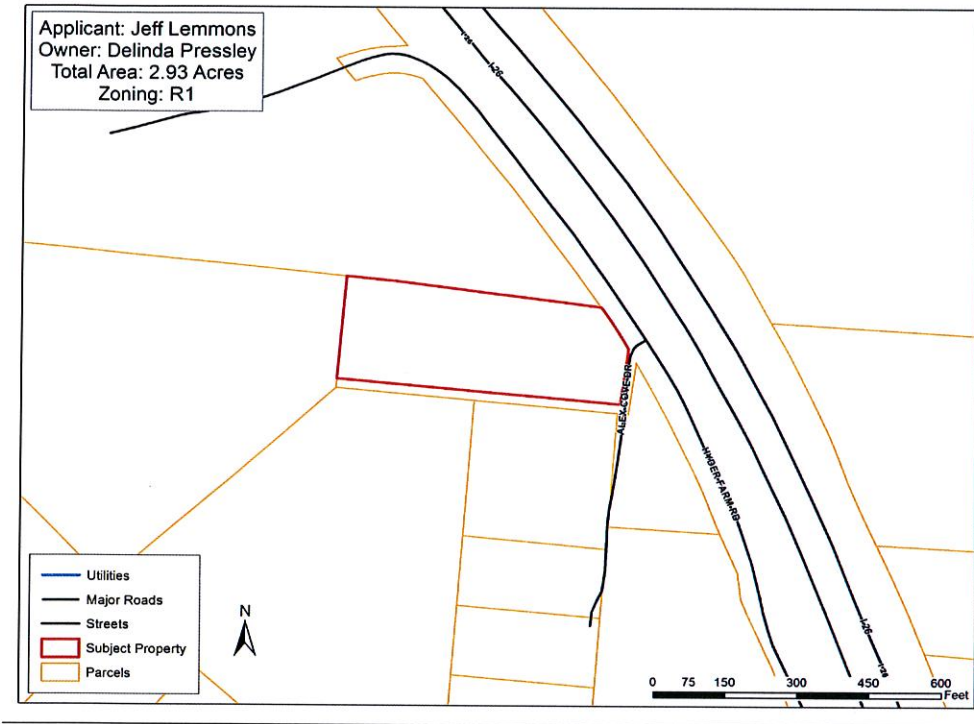 Applicant: Jeff Lemmons
Owner: Delinda Pressley
Total Area: 2.93 Acres
Zoning: R1
I-26
I-26
ALEX COVE DR
HYDER FARM RD
I-26
I-26
Utilities
Major Roads
Streets
Subject Property
Parcels
N
0 75 150 300 450 600
Feet